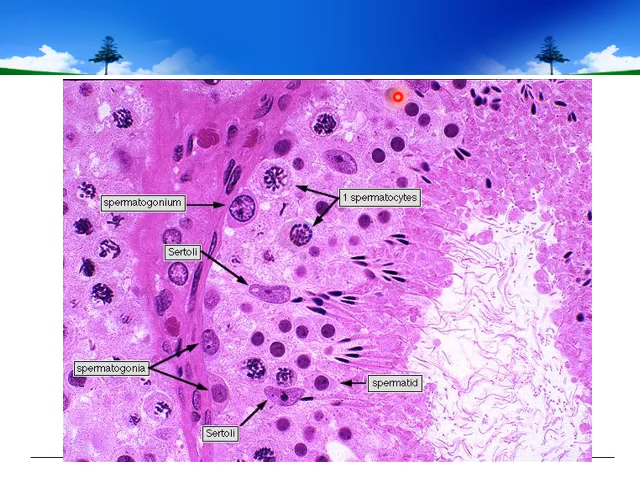 spermatogonium
1 spermatocytes
Sertoli
spermatogonia
spermatid
Sertoli